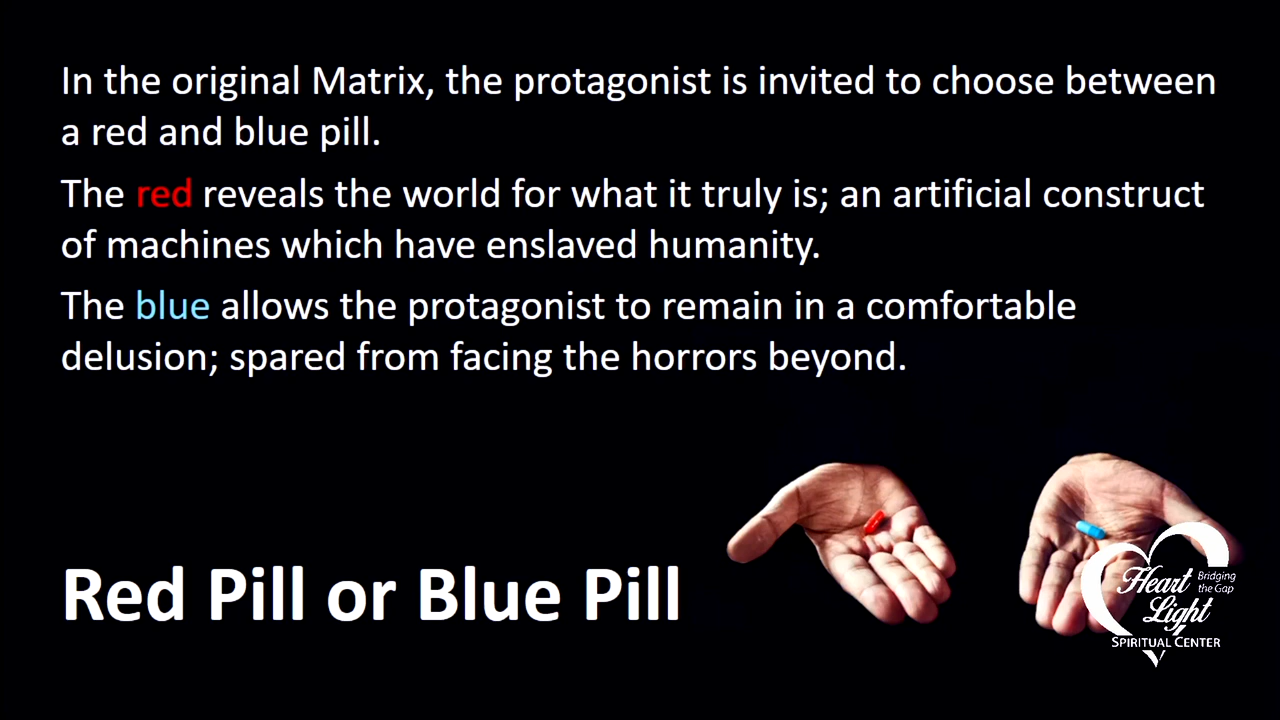 In the original Matrix, the protagonist is invited to choose between
a red and blue pill.
The red reveals the world for what it truly is; an artificial construct
of machines which have enslaved humanity.
The blue allows the protagonist to remain in a comfortable
delusion; spared from facing the horrors beyond.
Red Pill or Blue Pill
Heart
Light
Bridging
the Gap
SPIRITUAL CENTER